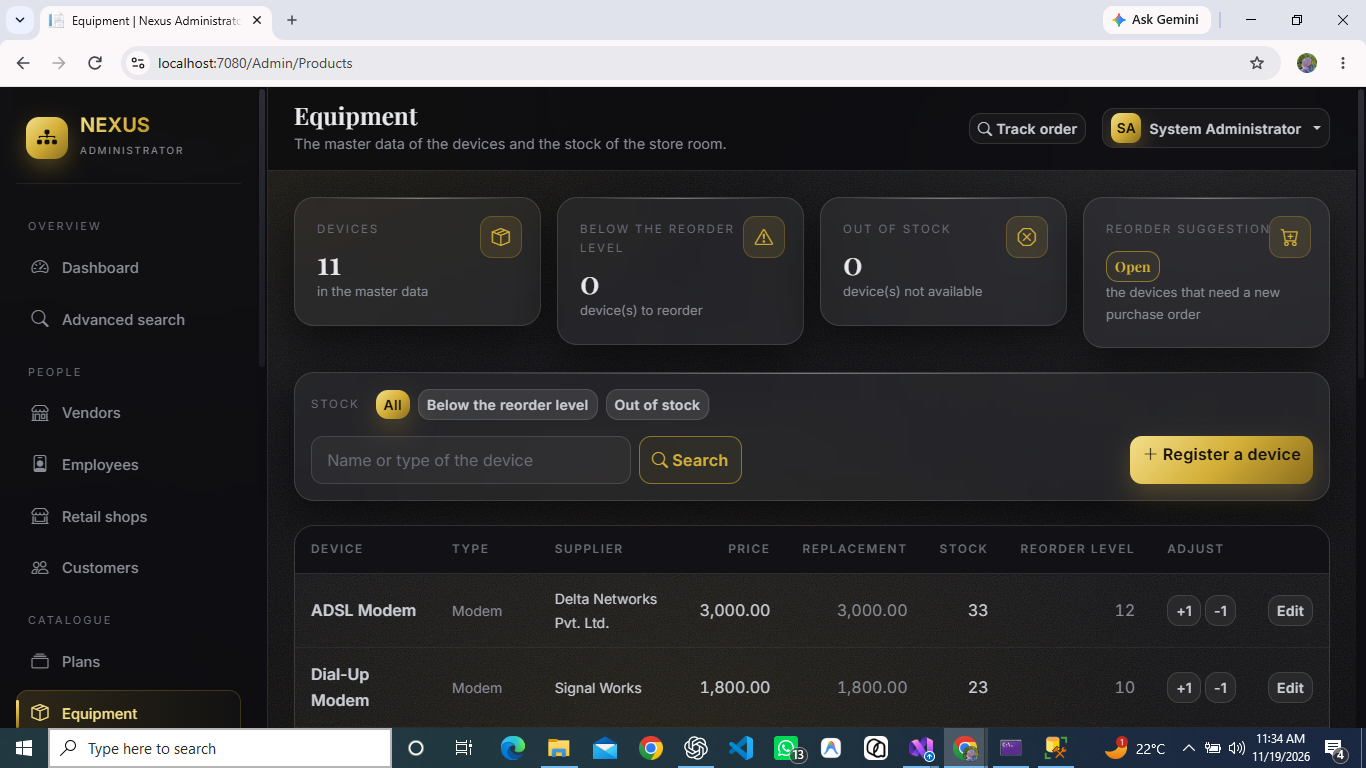 Equipment | Nexus Administrato
Ask Gemini
localhost:7080/Admin/Products
NEXUS
ADMINISTRATOR
OVERVIEW
Dashboard
Advanced search
PEOPLE
Vendors
Employees
Retail shops
Customers
CATALOGUE
Plans
Equipment
Equipment
The master data of the devices and the stock of the store room.
Track order
SA System Administrator
DEVICES
11
in the master data
BELOW THE REORDER
LEVEL
0
device(s) to reorder
OUT OF STOCK
0
device(s) not available
REORDER SUGGESTION
Open
the devices that need a new
purchase order
STOCK All Below the reorder level Out of stock
Name or type of the device Search + Register a device
DEVICE TYPE SUPPLIER PRICE REPLACEMENT STOCK REORDER LEVEL ADJUST
ADSL Modem Modem Delta Networks Pvt. Ltd. 3,000.00 3,000.00 33 12 +1 -1 Edit
Dial-Up Modem Modem Signal Works 1,800.00 1,800.00 23 10 +1 -1 Edit
Type here to search
13
1
22°C
11:34 AM
11/19/2026
4